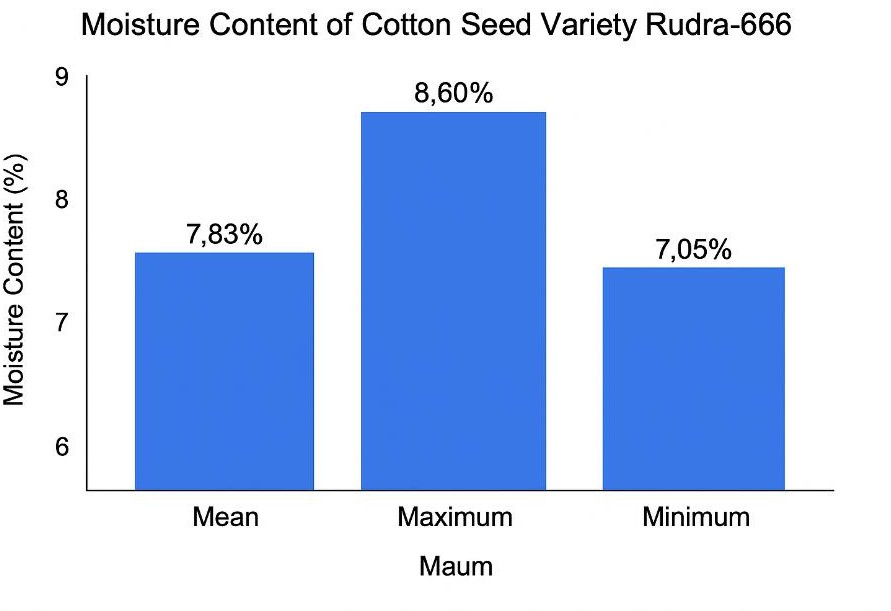 Moisture Content of Cotton Seed Variety Rudra-666
Moisture Content (%)
9
8
7
6
7,83%
8,60%
7,05%
Mean
Maximum
Minimum
Maum